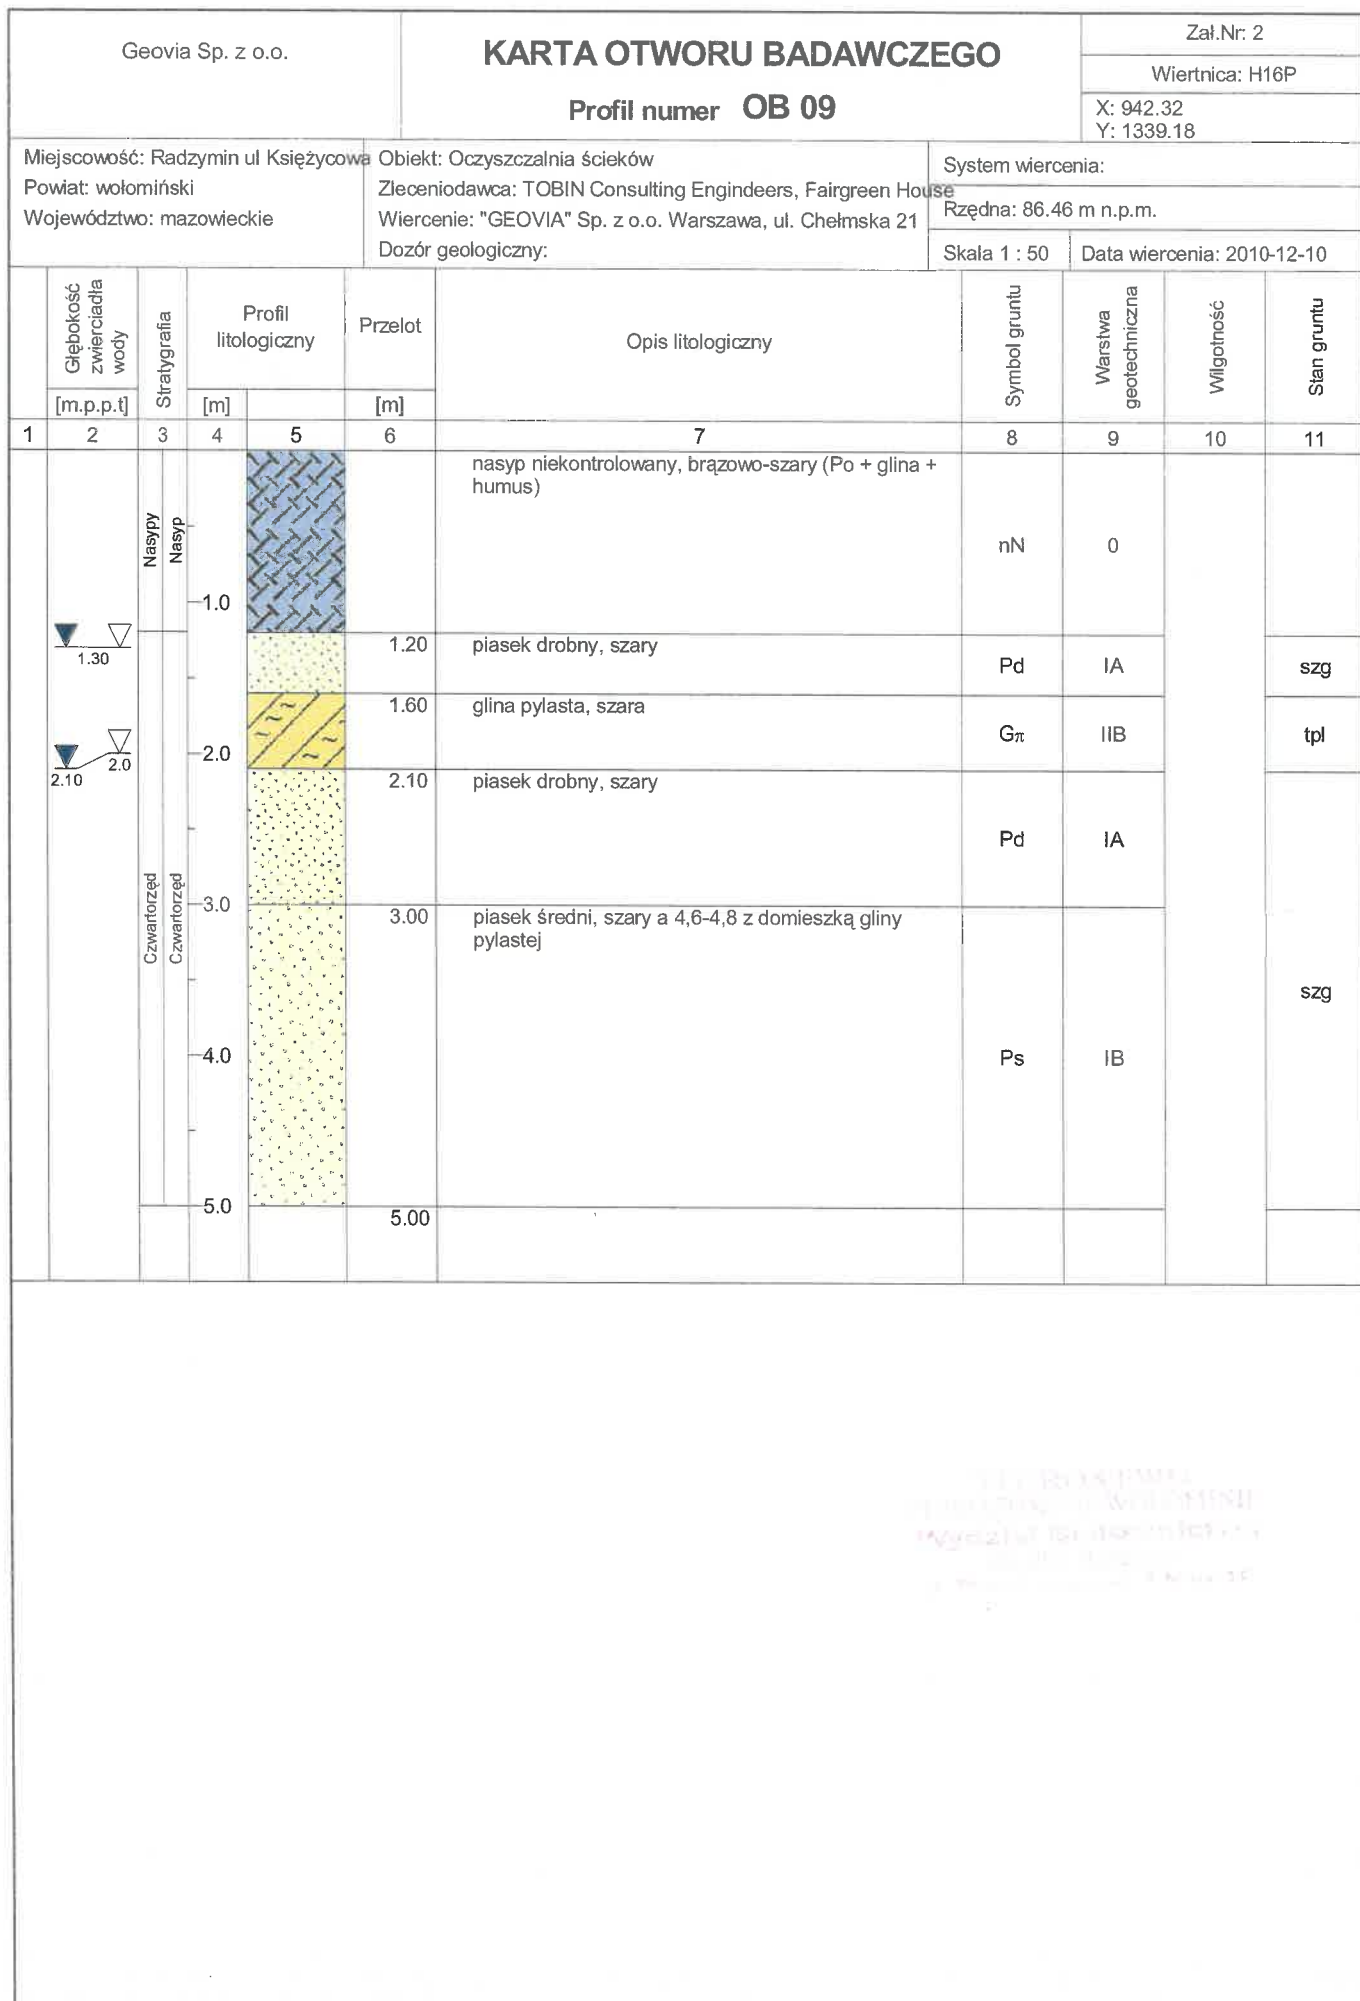 Geovia Sp. z o.o.
KARTA OTWORU BADAWCZEGO
Profil numer OB 09
Zał.Nr: 2
Wiertnica: H16P
X: 942.32
Y: 1339.18
Miejscowość: Radzymin ul Księżycowa
Powiat: wołomiński
Województwo: mazowieckie
Obiekt: Oczyszczalnia ścieków
Zleceniodawca: TOBIN Consulting Engindeers, Fairgreen House
Wiercenie: "GEOVIA" Sp. z o.o. Warszawa, ul. Chełmska 21
Dozór geologiczny:
System wiercenia:
Rzędna: 86.46 m n.p.m.
Skala 1 : 50
Data wiercenia: 2010-12-10
Głębokość
zwierciadła
wody
[m.p.p.t]
Stratygrafia
Profil
litologiczny
[m]
Przelot
[m]
Opis litologiczny
Symbol gruntu
Warstwa
geotechniczna
Wilgotność
Stan gruntu
1 2 3 4 5 6 7 8 9 10 11
Nasypy
Nasyp
nasyp niekontrolowany, brązowo-szary (Po + glina +
humus)
nN 0
1.0
1.30
1.20 piasek drobny, szary
Pd IA szg
1.60 glina pylasta, szara
Gπ IIB tpl
2.0
2.10 2.0
2.10 piasek drobny, szary
Pd IA
Czwartorzęd
Czwartorzęd
3.0
3.00 piasek średni, szary a 4,6-4,8 z domieszką gliny
pylastej
szg
4.0
Ps IB
5.0
5.00